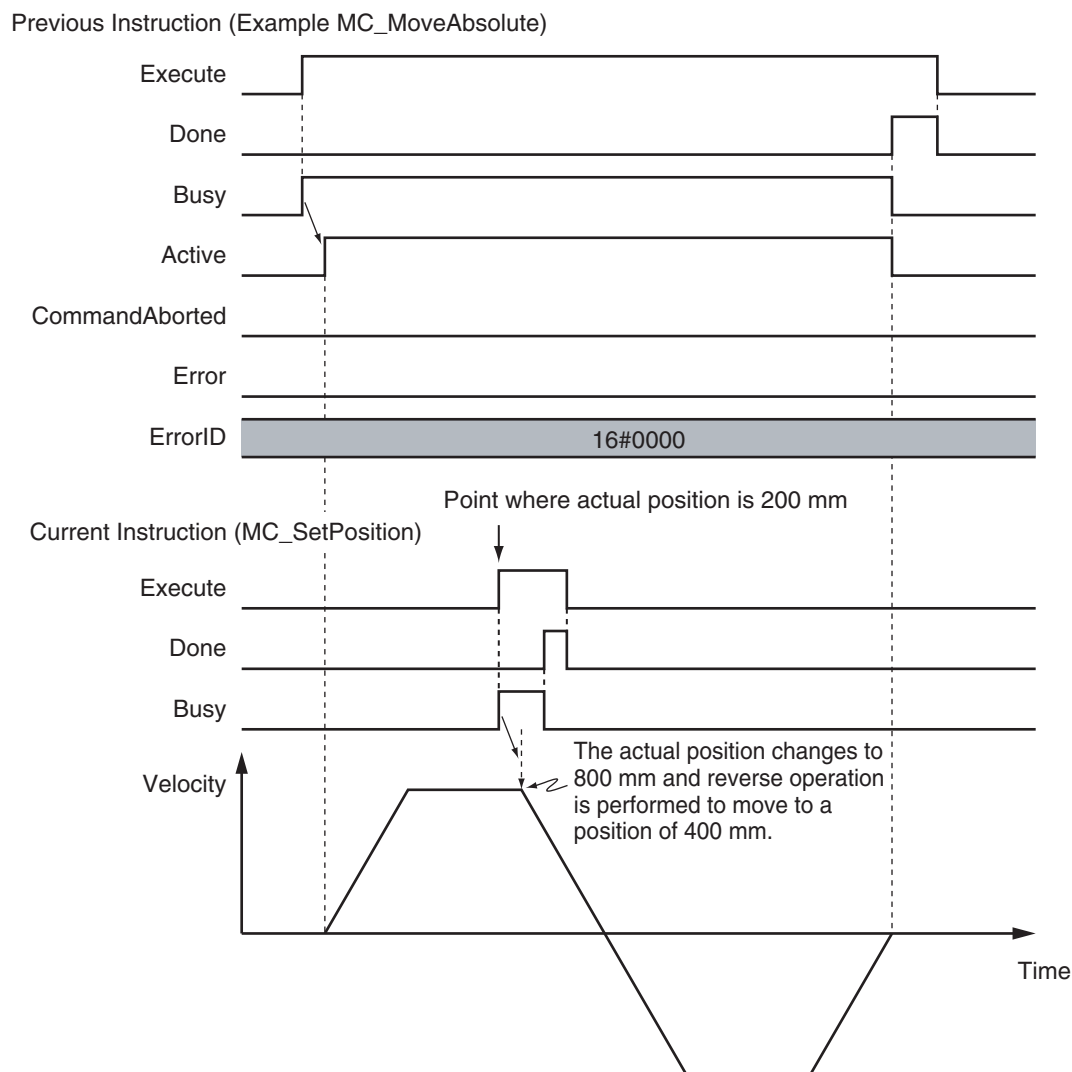 Previous Instruction (Example MC_MoveAbsolute)
Execute
Done
Busy
Active
CommandAborted
Error
ErrorID
16#0000
Point where actual position is 200 mm
Current Instruction (MC_SetPosition)
Execute
Done
Busy
The actual position changes to
800 mm and reverse operation
is performed to move to a
position of 400 mm.
Velocity
Time